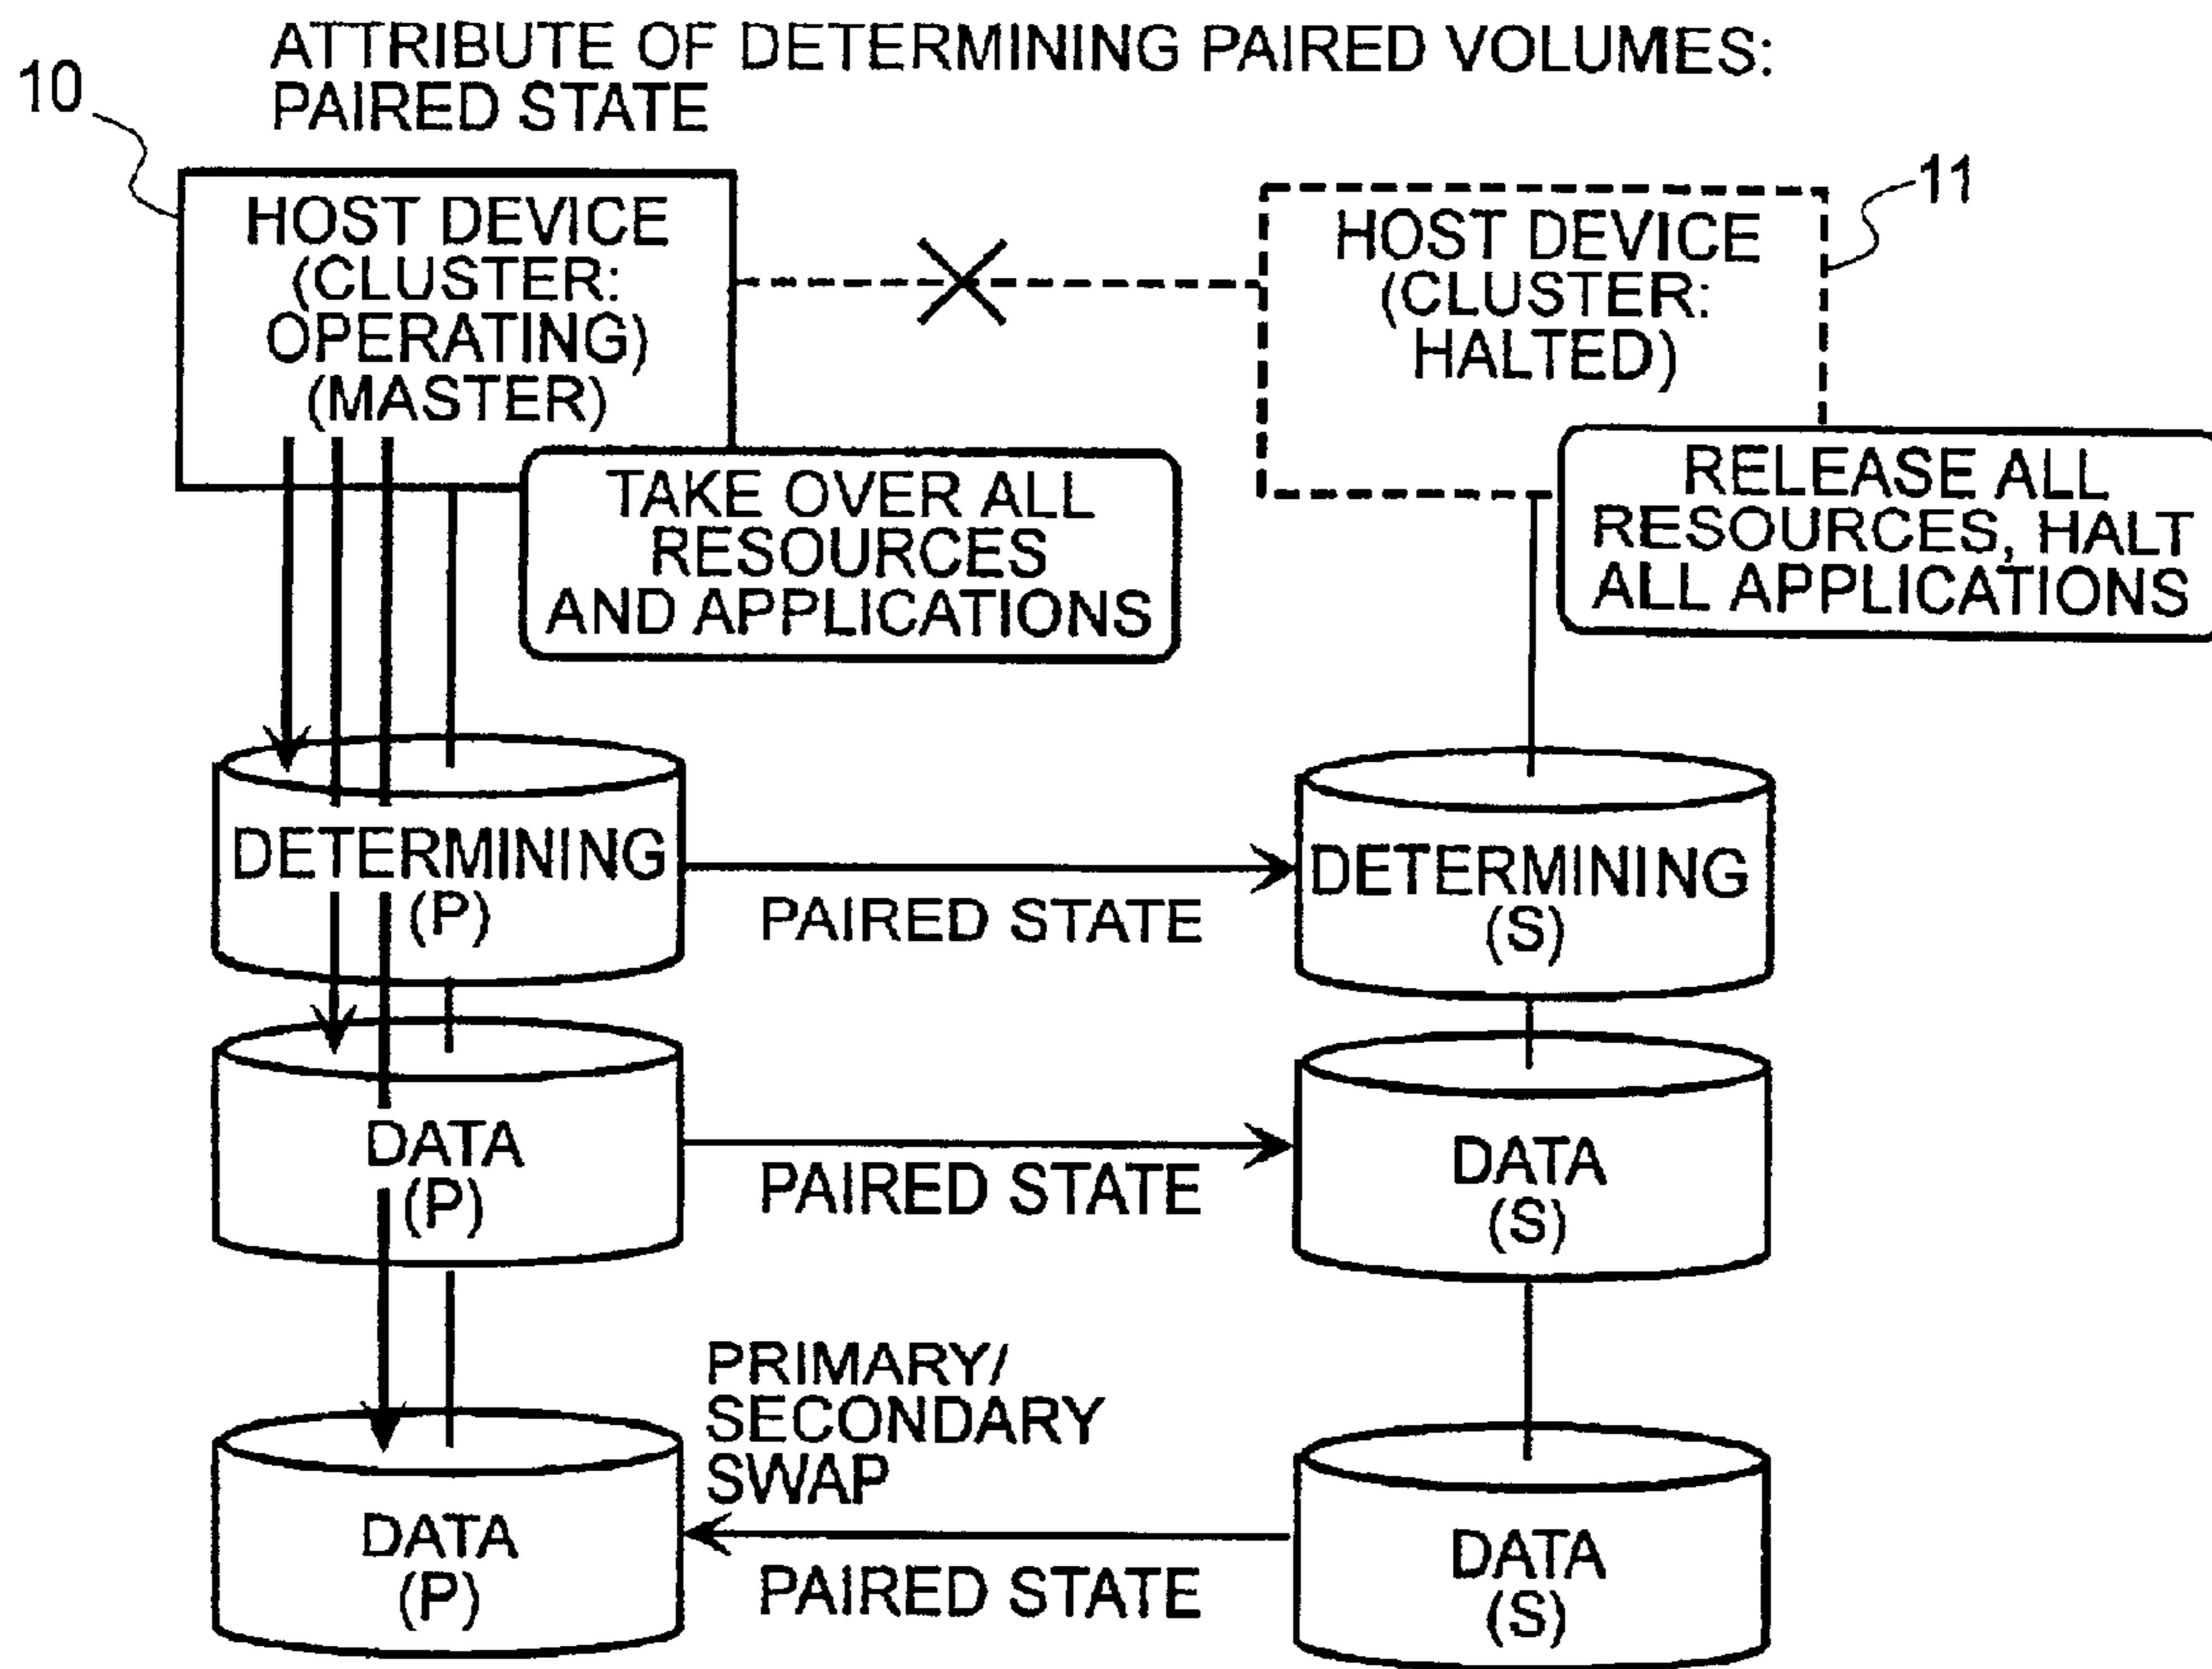 ATTRIBUTE OF DETERMINING PAIRED VOLUMES:
PAIRED STATE
10
HOST DEVICE
(CLUSTER:
OPERATING)
(MASTER)
11
HOST DEVICE
(CLUSTER:
HALTED)
TAKE OVER ALL
RESOURCES
AND APPLICATIONS
RELEASE ALL
RESOURCES, HALT
ALL APPLICATIONS
DETERMINING
(P)
PAIRED STATE
DETERMINING
(S)
DATA
(P)
PAIRED STATE
DATA
(S)
PRIMARY/
SECONDARY
SWAP
DATA
(P)
PAIRED STATE
DATA
(S)